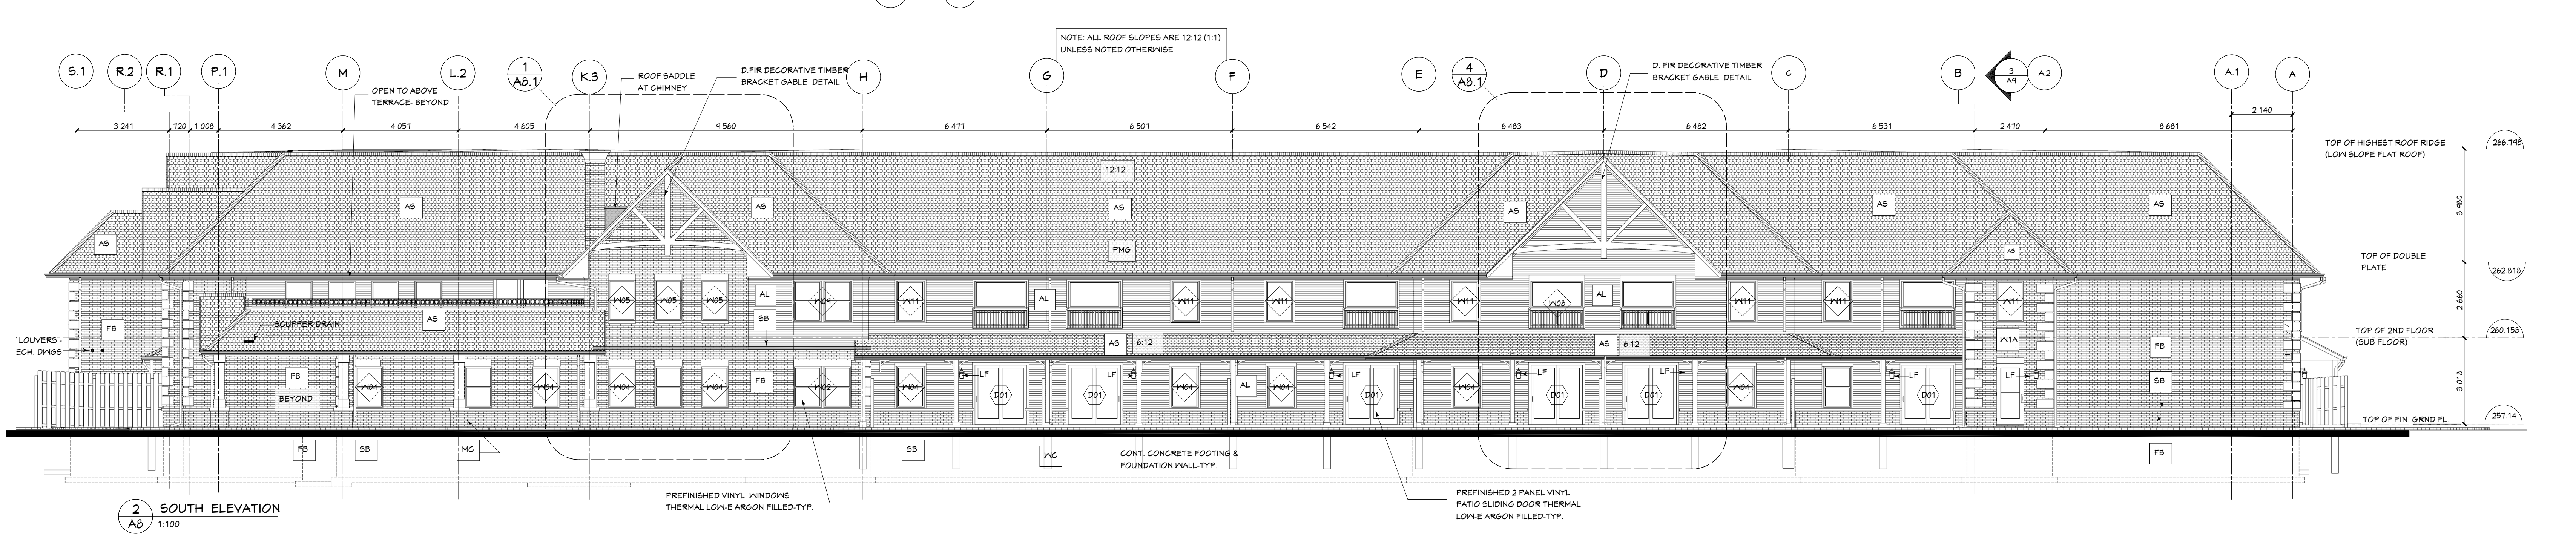 NOTE: ALL ROOF SLOPES ARE 12:12 (1:1)
UNLESS NOTED OTHERWISE
S.1
R.2
R.1
P.1
M
L.2
1
A8.1
K.3
H
G
F
E
4
A8.1
D
C
B
3
A9
A.2
A.1
A
OPEN TO ABOVE
TERRACE- BEYOND
ROOF SADDLE
AT CHIMNEY
D.FIR DECORATIVE TIMBER
BRACKET GABLE DETAIL
D. FIR DECORATIVE TIMBER
BRACKET GABLE DETAIL
2 140
3 241
720
1 008
4 362
4 057
4 605
9 560
6 477
6 507
6 542
6 483
6 482
6 531
2 470
8 681
TOP OF HIGHEST ROOF RIDGE
(LOW SLOPE FLAT ROOF)
266.798
12:12
AS
AS
AS
AS
AS
AS
AS
AS
AS
PMG
3 980
TOP OF DOUBLE
PLATE
262.818
W05
W05
W05
AL
W09
W11
AL
W11
W11
W11
W08
AL
W11
W11
W11
2 660
AS
SB
SCUPPER DRAIN
FB
LOUVERS -
ECH. DWGS
AS
6:12
AS
6:12
W1A
FB
TOP OF 2ND FLOOR
(SUB FLOOR)
260.158
FB
BEYOND
W04
W04
W04
W04
FB
W02
W04
LF
D01
LF
D01
W04
AL
W04
LF
D01
W04
LF
D01
LF
D01
W04
LF
D01
LF
SB
3 018
TOP OF FIN. GRND FL.
257.14
FB
SB
MC
SB
WC
CONT. CONCRETE FOOTING &
FOUNDATION WALL-TYP.
FB
PREFINISHED VINYL WINDOWS
THERMAL LOW-E ARGON FILLED-TYP.
PREFINISHED 2 PANEL VINYL
PATIO SLIDING DOOR THERMAL
LOW-E ARGON FILLED-TYP.
2
A8
SOUTH ELEVATION
1:100